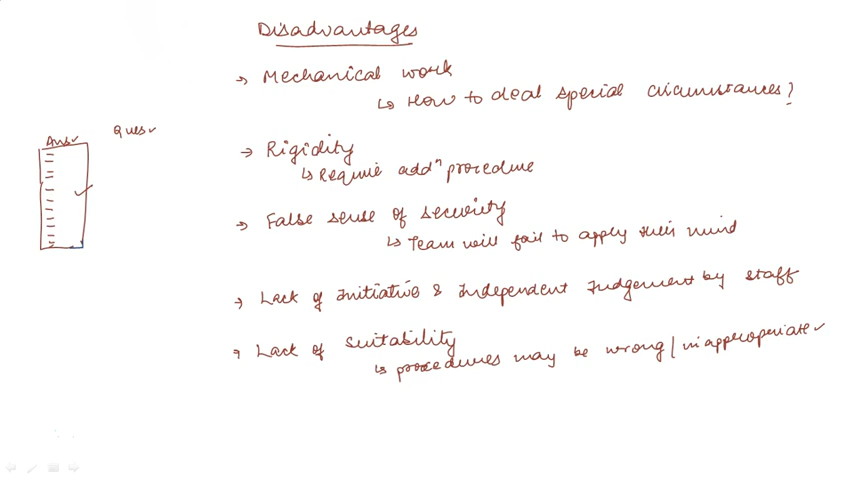 Disadvantages
→ Mechanical work
↳ How to deal special circumstances?
Ans✓ Ques✓
→ Rigidity
↳ Require addⁿ procedure
→ False sense of security
↳ Team will fail to apply their mind
→ Lack of Initiative & Independent Judgement by staff
→ Lack of Suitability
↳ procedures may be wrong/inappropriate✓